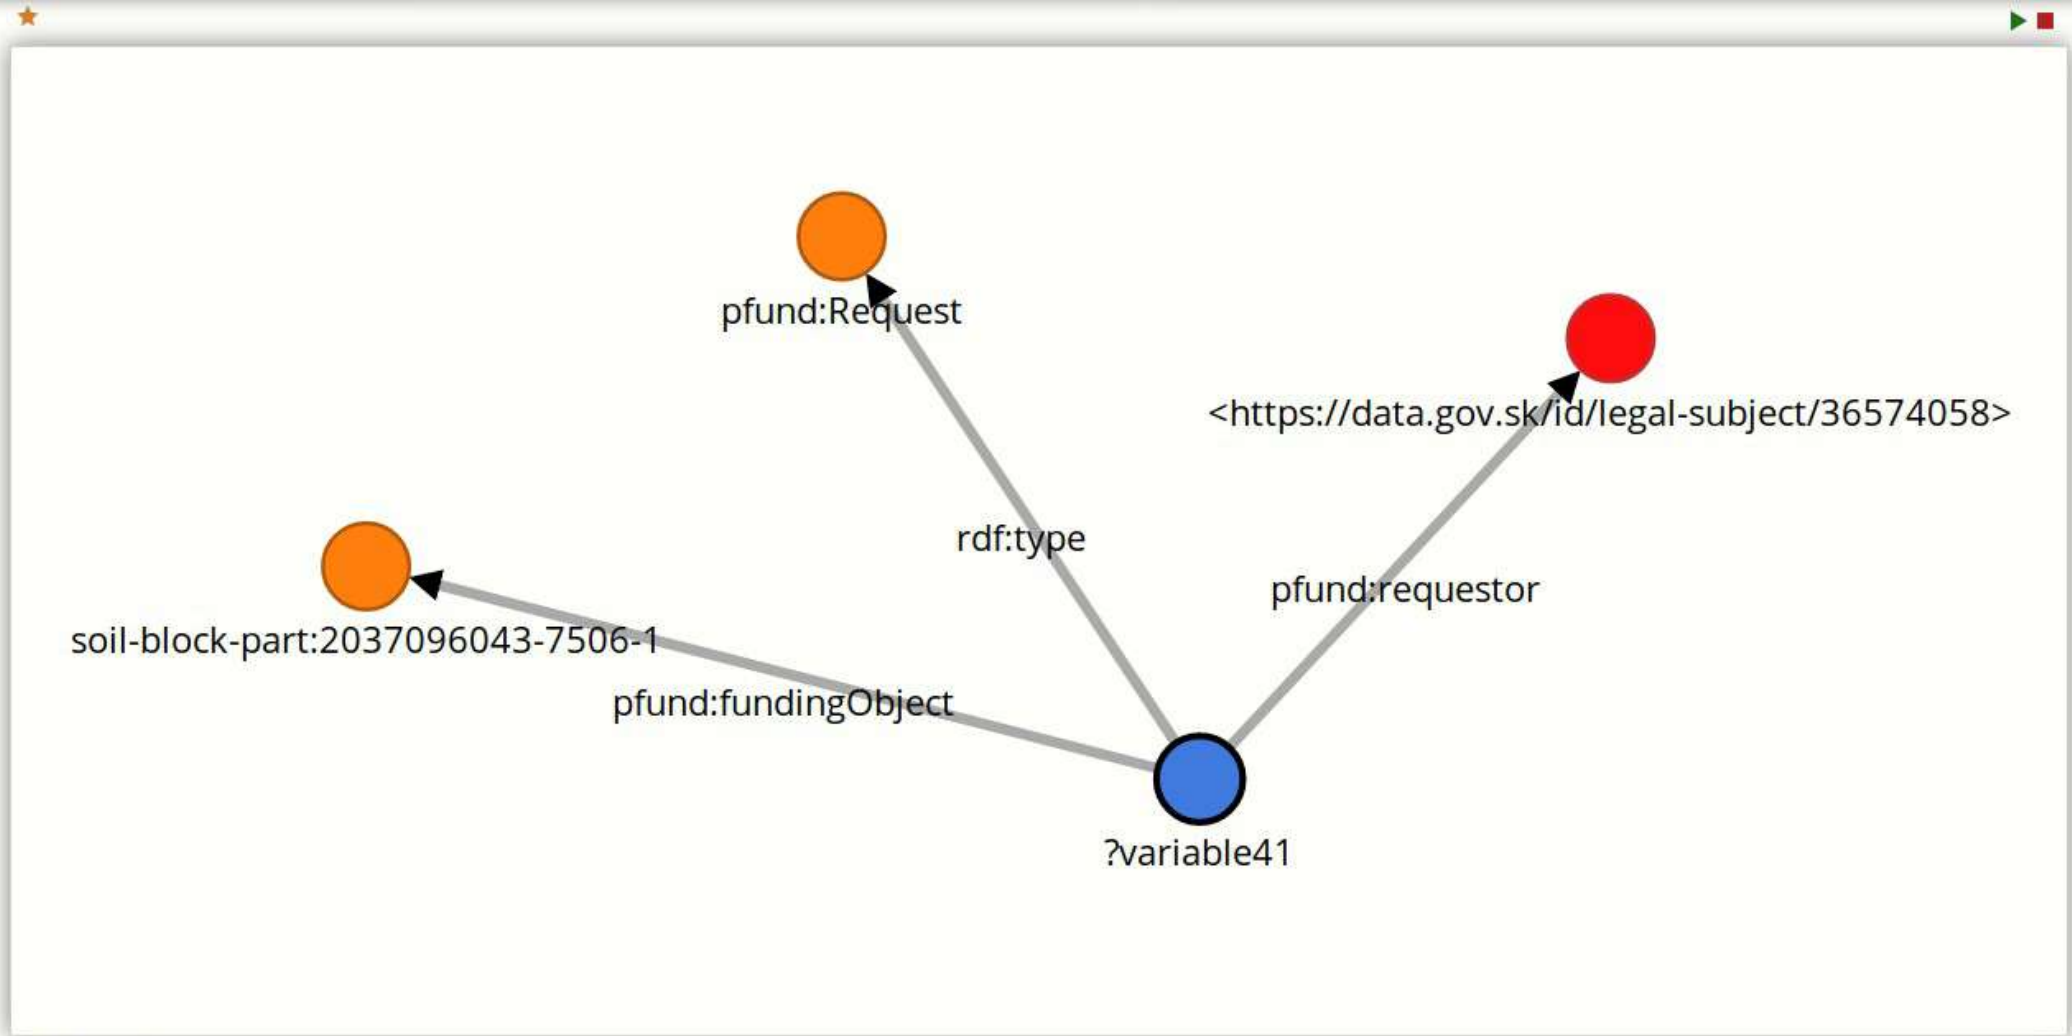 pfund:Request
<https://data.gov.sk/id/legal-subject/36574058>
rdf:type
pfund:requestor
soil-block-part:2037096043-7506-1
pfund:fundingObject
?variable41